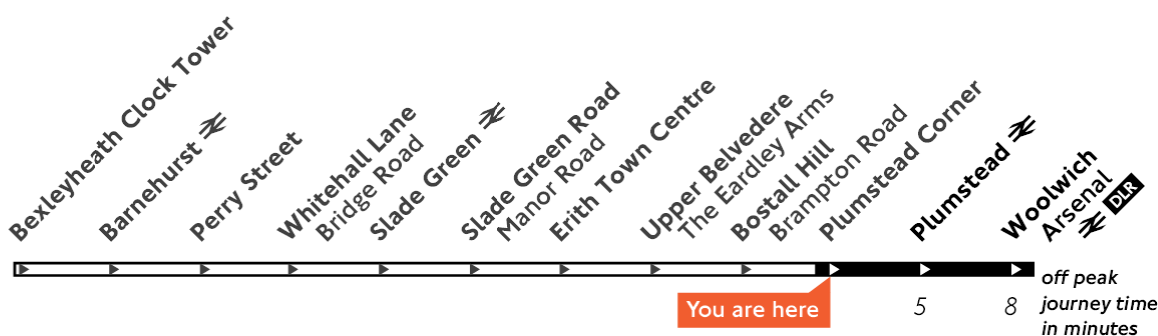 Bexleyheath Clock Tower
Barnehurst
Perry Street
Whitehall Lane
Bridge Road
Slade Green
Slade Green Road
Manor Road
Erith Town Centre
Upper Belvedere
The Eardley Arms
Bostall Hill
Brampton Road
Plumstead Corner
Plumstead
Woolwich
Arsenal
DLR
You are here
5
8
off peak
journey time
in minutes